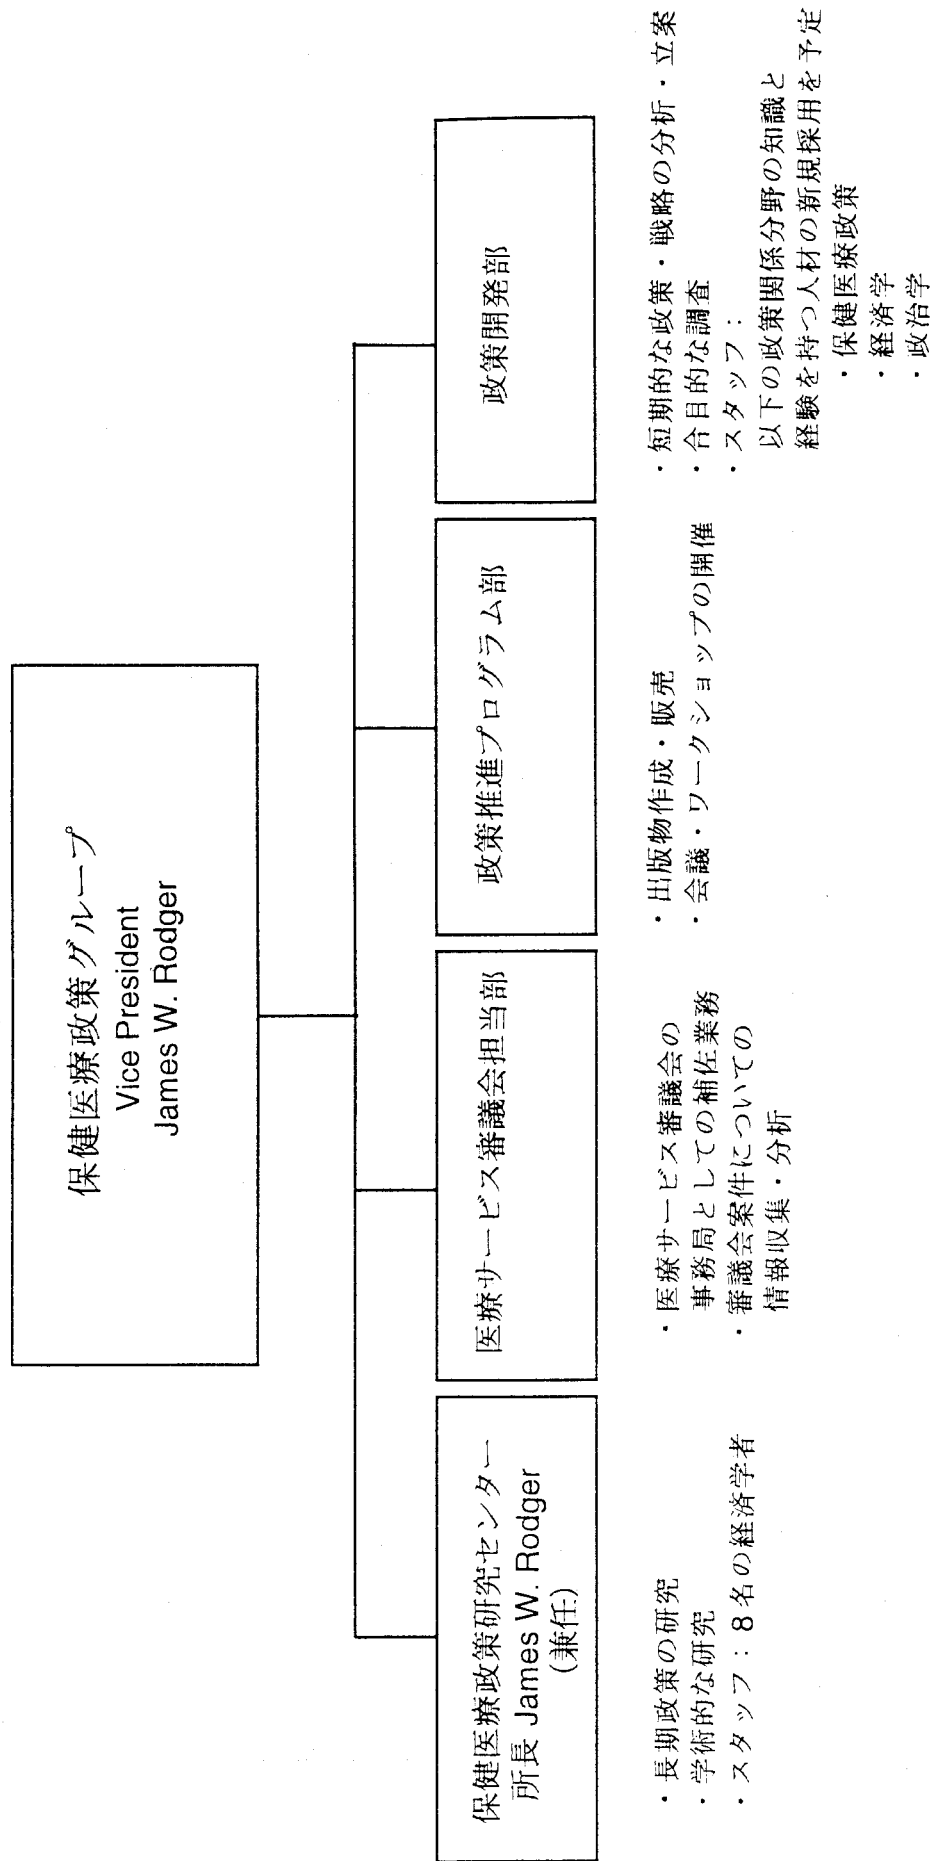 保健医療政策グループ
Vice President
James W. Rodger
保健医療政策研究センター
所長 James W. Rodger
(兼任)
・長期政策の研究
・学術的な研究
・スタッフ：8名の経済学者
医療サービス審議会担当部
・医療サービス審議会の
事務局としての補佐業務
・審議会案件についての
情報収集・分析
政策推進プログラム部
・出版物作成・販売
・会議・ワークショップの開催
政策開発部
・短期的な政策・戦略の分析・立案
・合目的な調査
・スタッフ：
以下の政策関係分野の知識と
経験を持つ人材の新規採用を予定
・保健医療政策
・経済学
・政治学